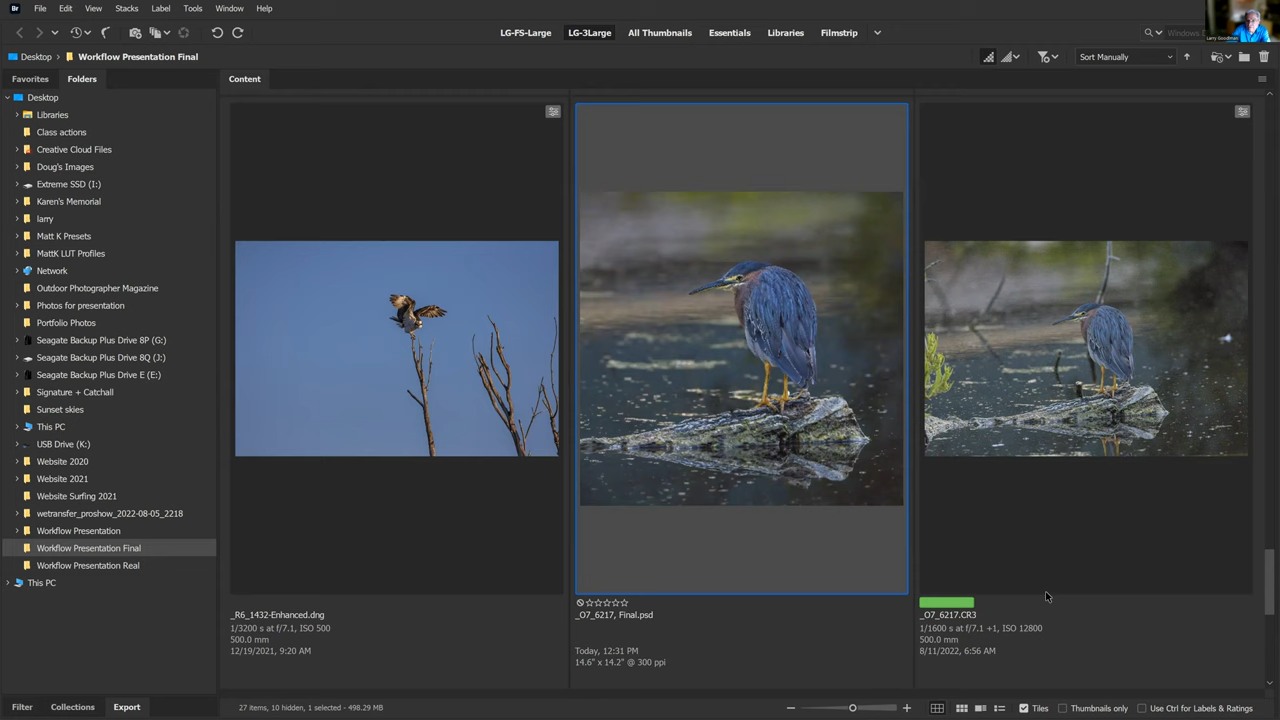 Br File Edit View Stacks Label Tools Window Help
LG-FS-Large LG-3Large All Thumbnails Essentials Libraries Filmstrip
Larry Goodman
Desktop Workflow Presentation Final
Sort Manually
Favorites Folders Content
Desktop
Libraries
Class actions
Creative Cloud Files
Doug's Images
Extreme SSD (I:)
Karen's Memorial
larry
Matt K Presets
MattK LUT Profiles
Network
Outdoor Photographer Magazine
Photos for presentation
Portfolio Photos
Seagate Backup Plus Drive 8P (G:)
Seagate Backup Plus Drive 8Q (J:)
Seagate Backup Plus Drive E (E:)
Signature + Catchall
Sunset skies
This PC
USB Drive (K:)
Website 2020
Website 2021
Website Surfing 2021
wetransfer_proshow_2022-08-05_2218
Workflow Presentation
Workflow Presentation Final
Workflow Presentation Real
This PC
_R6_1432-Enhanced.dng
1/3200 s at f/7.1, ISO 500
500.0 mm
12/19/2021, 9:20 AM
_O7_6217, Final.psd
Today, 12:31 PM
14.6" x 14.2" @ 300 ppi
_O7_6217.CR3
1/1600 s at f/7.1 +1, ISO 12800
500.0 mm
8/11/2022, 6:56 AM
Filter Collections Export
27 items, 10 hidden, 1 selected - 498.29 MB
Tiles Thumbnails only Use Ctrl for Labels & Ratings